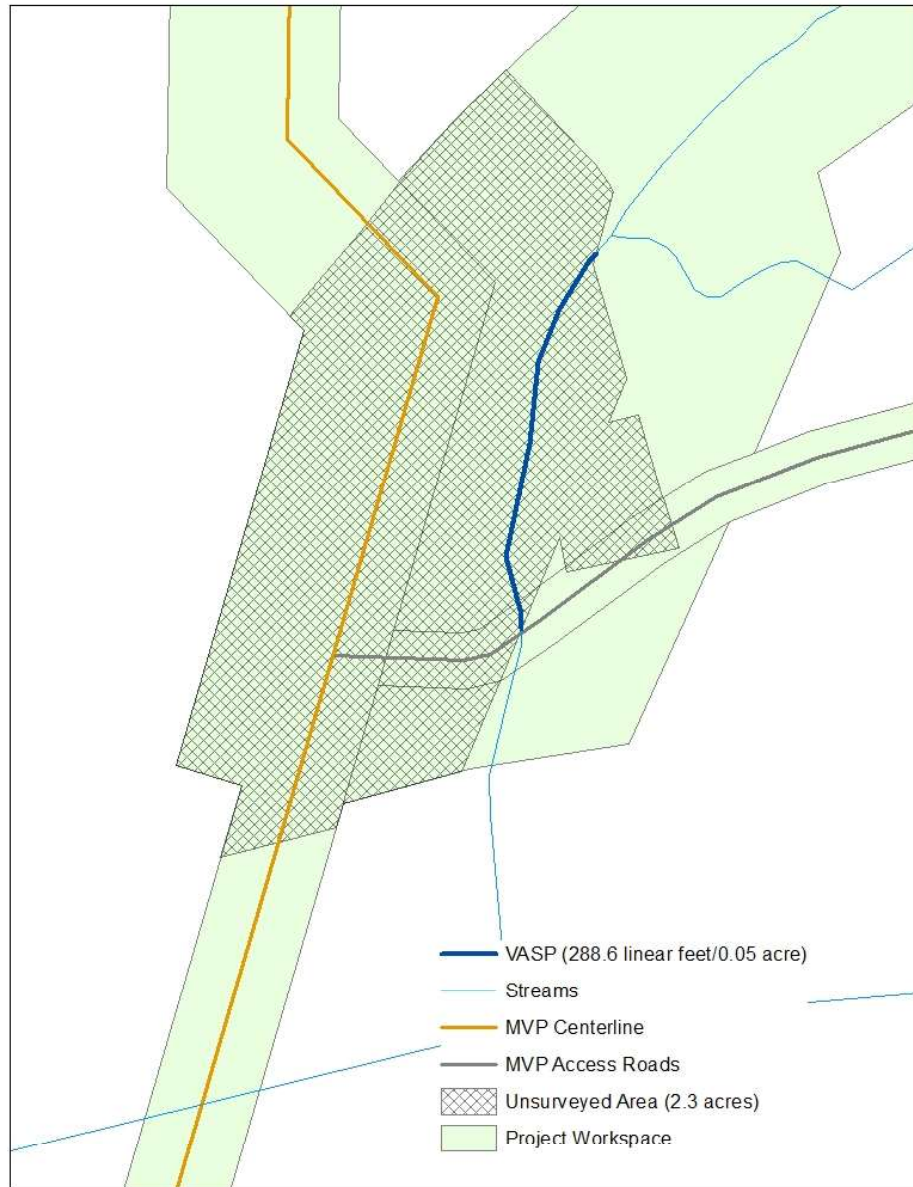 VASP (288.6 linear feet/0.05 acre)
Streams
MVP Centerline
MVP Access Roads
Unsurveyed Area (2.3 acres)
Project Workspace